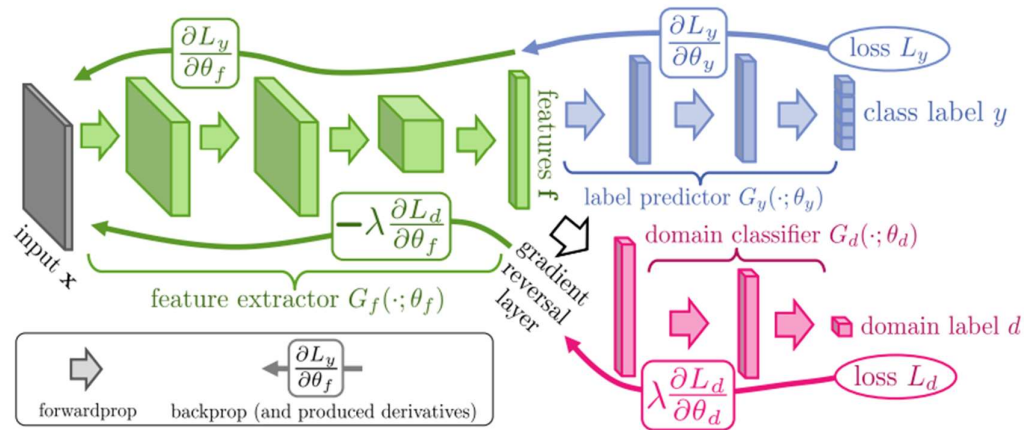 ∂L_y/∂θ_f
∂L_y/∂θ_y
loss L_y
features f
class label y
label predictor G_y(·;θ_y)
−λ ∂L_d/∂θ_f
input x
domain classifier G_d(·;θ_d)
gradient
reversal
layer
feature extractor G_f(·;θ_f)
domain label d
∂L_y/∂θ_f
λ ∂L_d/∂θ_d
loss L_d
forwardprop
backprop (and produced derivatives)